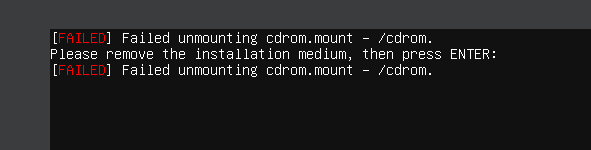 [FAILED] Failed unmounting cdrom.mount – /cdrom.
Please remove the installation medium, then press ENTER:
[FAILED] Failed unmounting cdrom.mount – /cdrom.